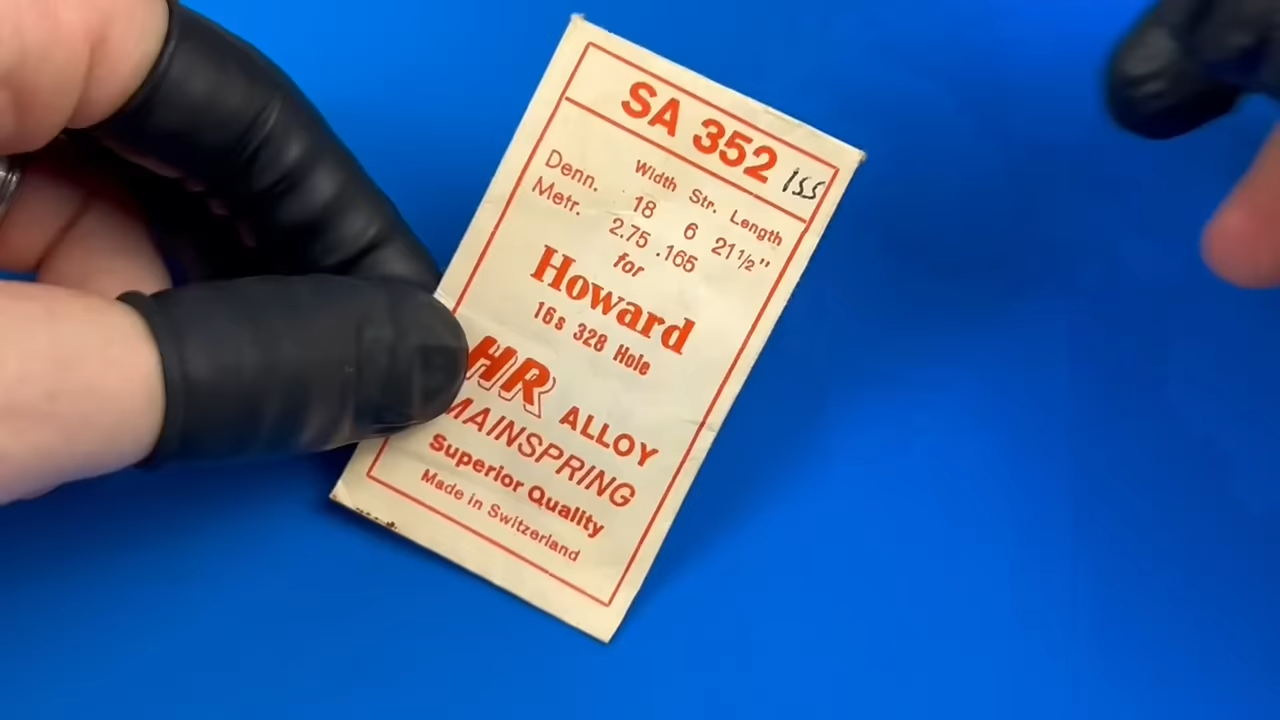 SA 352 ISS
Width Str. Length
Denn. 18 6 21½"
Metr. 2.75 .165
for
Howard
16s 328 Hole
HR ALLOY
MAINSPRING
Superior Quality
Made in Switzerland